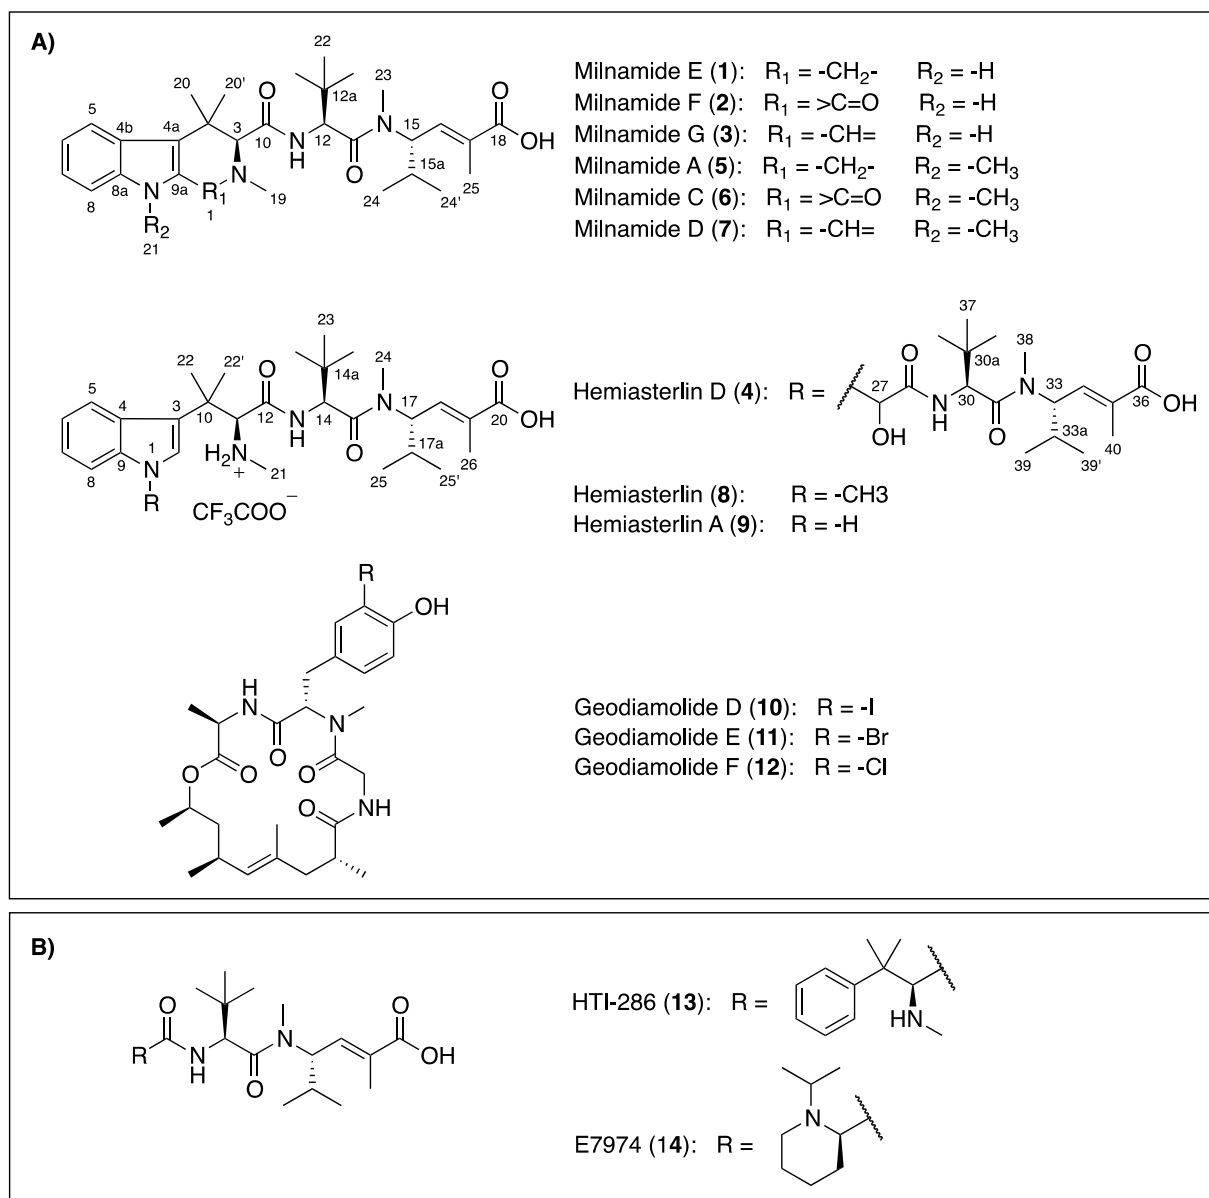 A)
22
20
20'
23
5
12a
4b
4a
3
O
15
O
10
12
N
18
OH
N
H
8a
9a
N
15a
O
N
R₁
8
1
19
24
24'
25
R₂
21
Milnamide E (1): R₁ = -CH₂- R₂ = -H
Milnamide F (2): R₁ = >C=O R₂ = -H
Milnamide G (3): R₁ = -CH= R₂ = -H
Milnamide A (5): R₁ = -CH₂- R₂ = -CH₃
Milnamide C (6): R₁ = >C=O R₂ = -CH₃
Milnamide D (7): R₁ = -CH= R₂ = -CH₃
23
22
22'
24
5
14a
4
3
10
O
12
N
H
14
N
17
O
20
OH
1
9
N
H₂N
+
21
O
17a
26
8
R
25
25'
CF₃COO⁻
Hemiasterlin D (4): R =
37
38
O
30a
27
N
H
30
N
33
O
36
OH
OH
O
33a
40
39
39'
Hemiasterlin (8): R = -CH3
Hemiasterlin A (9): R = -H
R
OH
H
N
O
N
O
O
O
O
NH
Geodiamolide D (10): R = -I
Geodiamolide E (11): R = -Br
Geodiamolide F (12): R = -Cl
B)
O
R
N
H
N
O
O
OH
HTI-286 (13): R =
HN
E7974 (14): R =
N